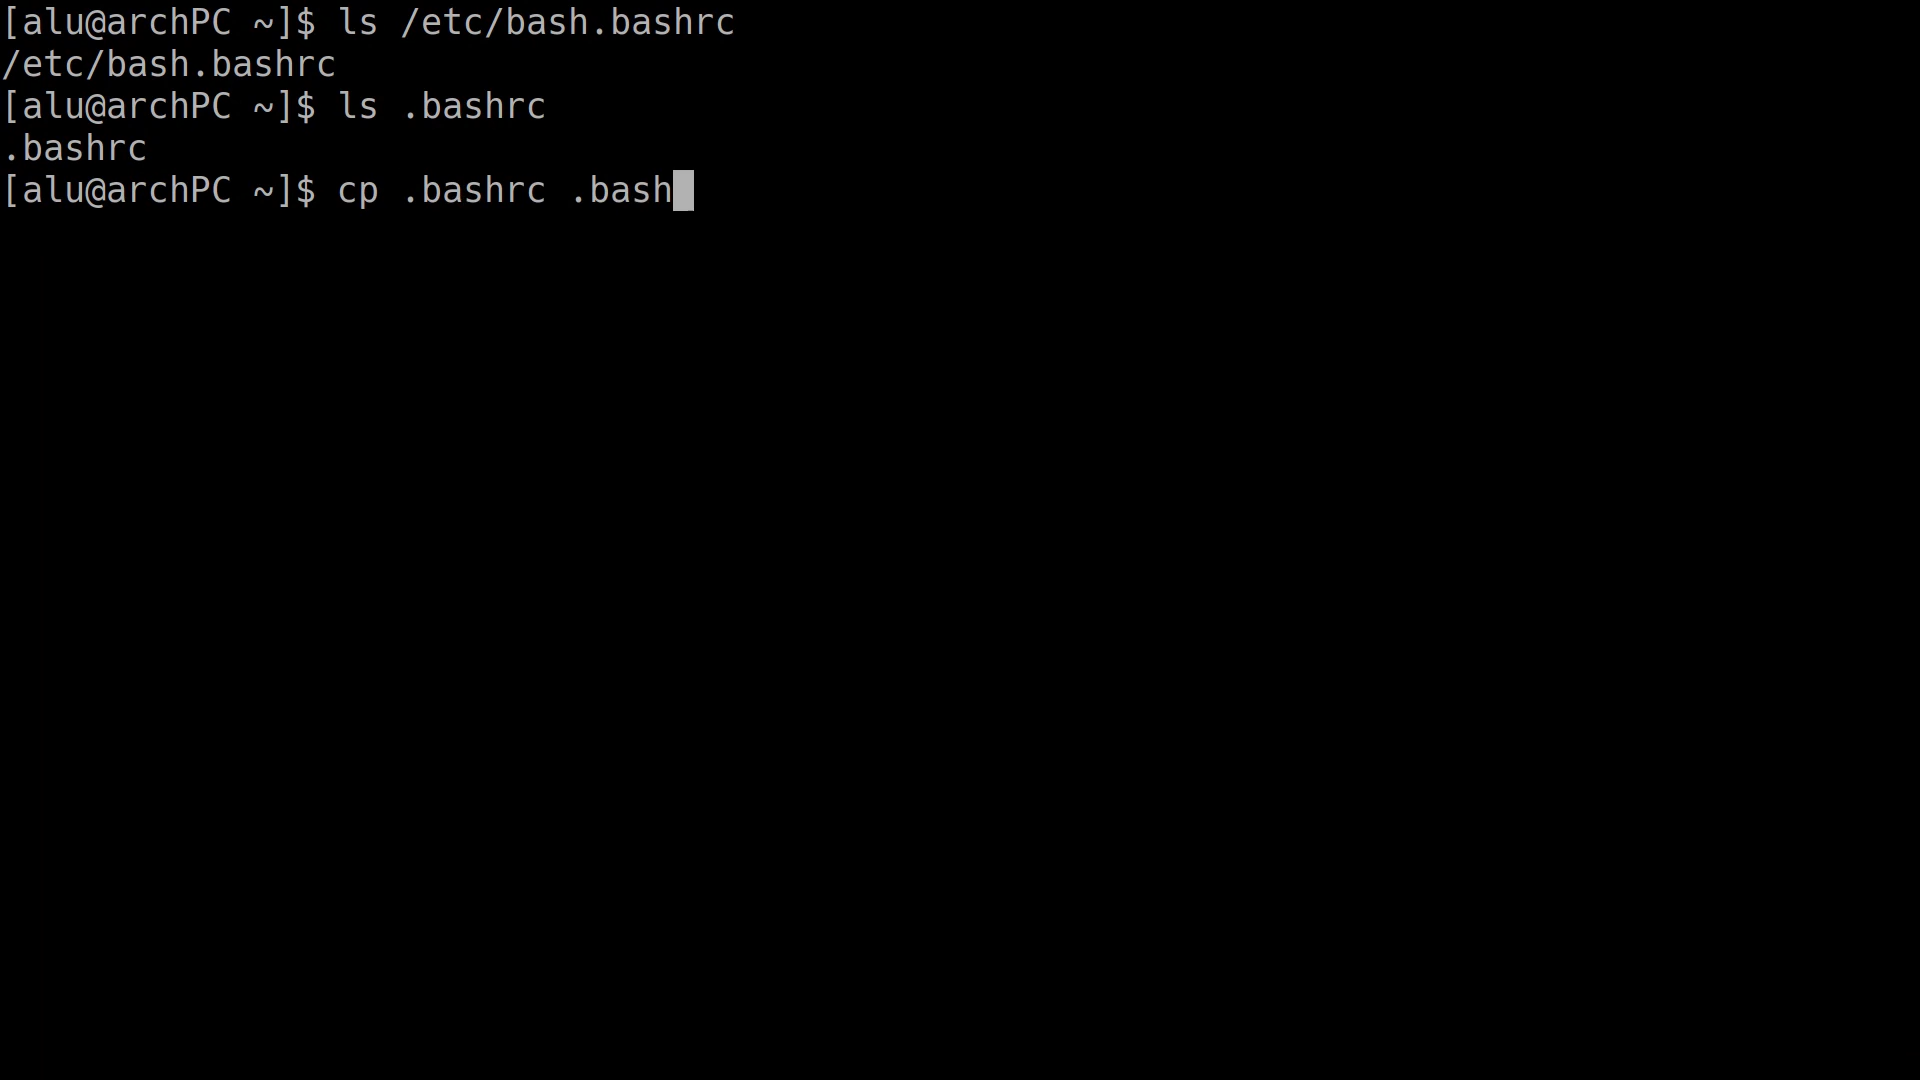 [alu@archPC ~]$ ls /etc/bash.bashrc
/etc/bash.bashrc
[alu@archPC ~]$ ls .bashrc
.bashrc
[alu@archPC ~]$ cp .bashrc .bash